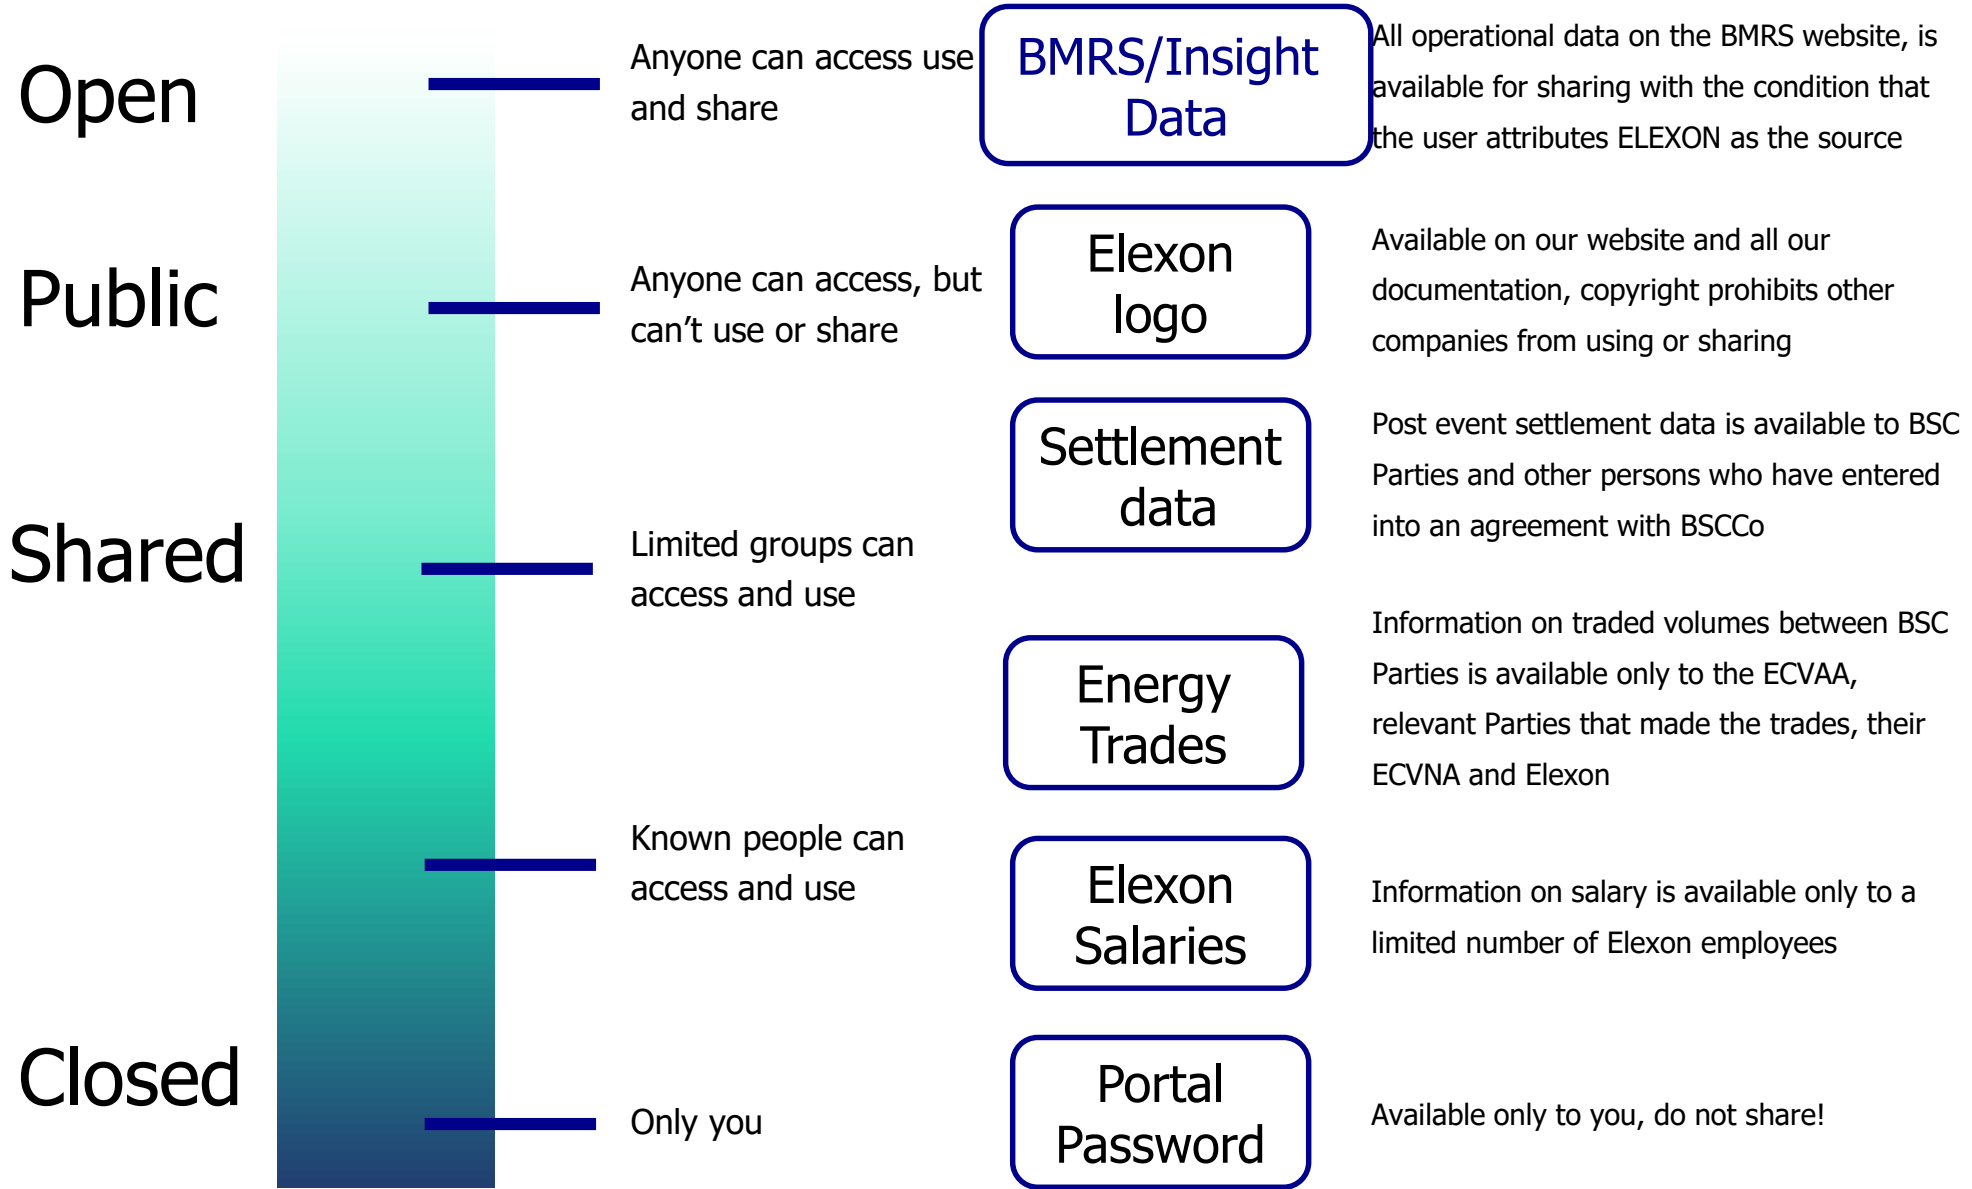 Open
Anyone can access use
and share
BMRS/Insight
Data
All operational data on the BMRS website, is
available for sharing with the condition that
the user attributes ELEXON as the source
Public
Anyone can access, but
can’t use or share
Elexon
logo
Available on our website and all our
documentation, copyright prohibits other
companies from using or sharing
Settlement
data
Post event settlement data is available to BSC
Parties and other persons who have entered
into an agreement with BSCCo
Shared
Limited groups can
access and use
Energy
Trades
Information on traded volumes between BSC
Parties is available only to the ECVAA,
relevant Parties that made the trades, their
ECVNA and Elexon
Known people can
access and use
Elexon
Salaries
Information on salary is available only to a
limited number of Elexon employees
Closed
Only you
Portal
Password
Available only to you, do not share!